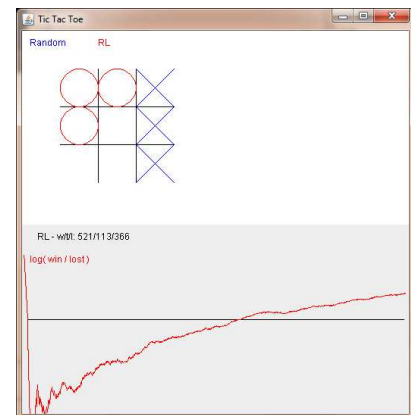 Tic Tac Toe
Random RL
RL - w/t/l: 521/113/366
log( win / lost )